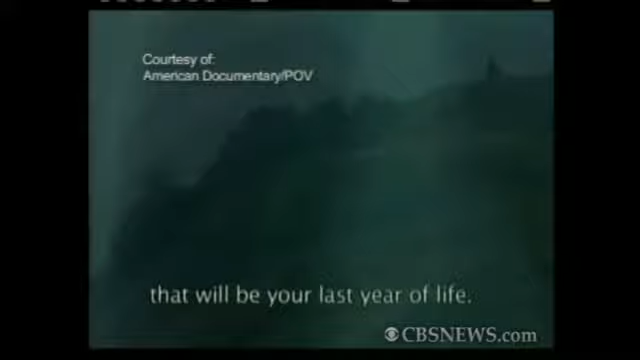 Courtesy of:
American Documentary/POV
that will be your last year of life.
CBSNEWS.com